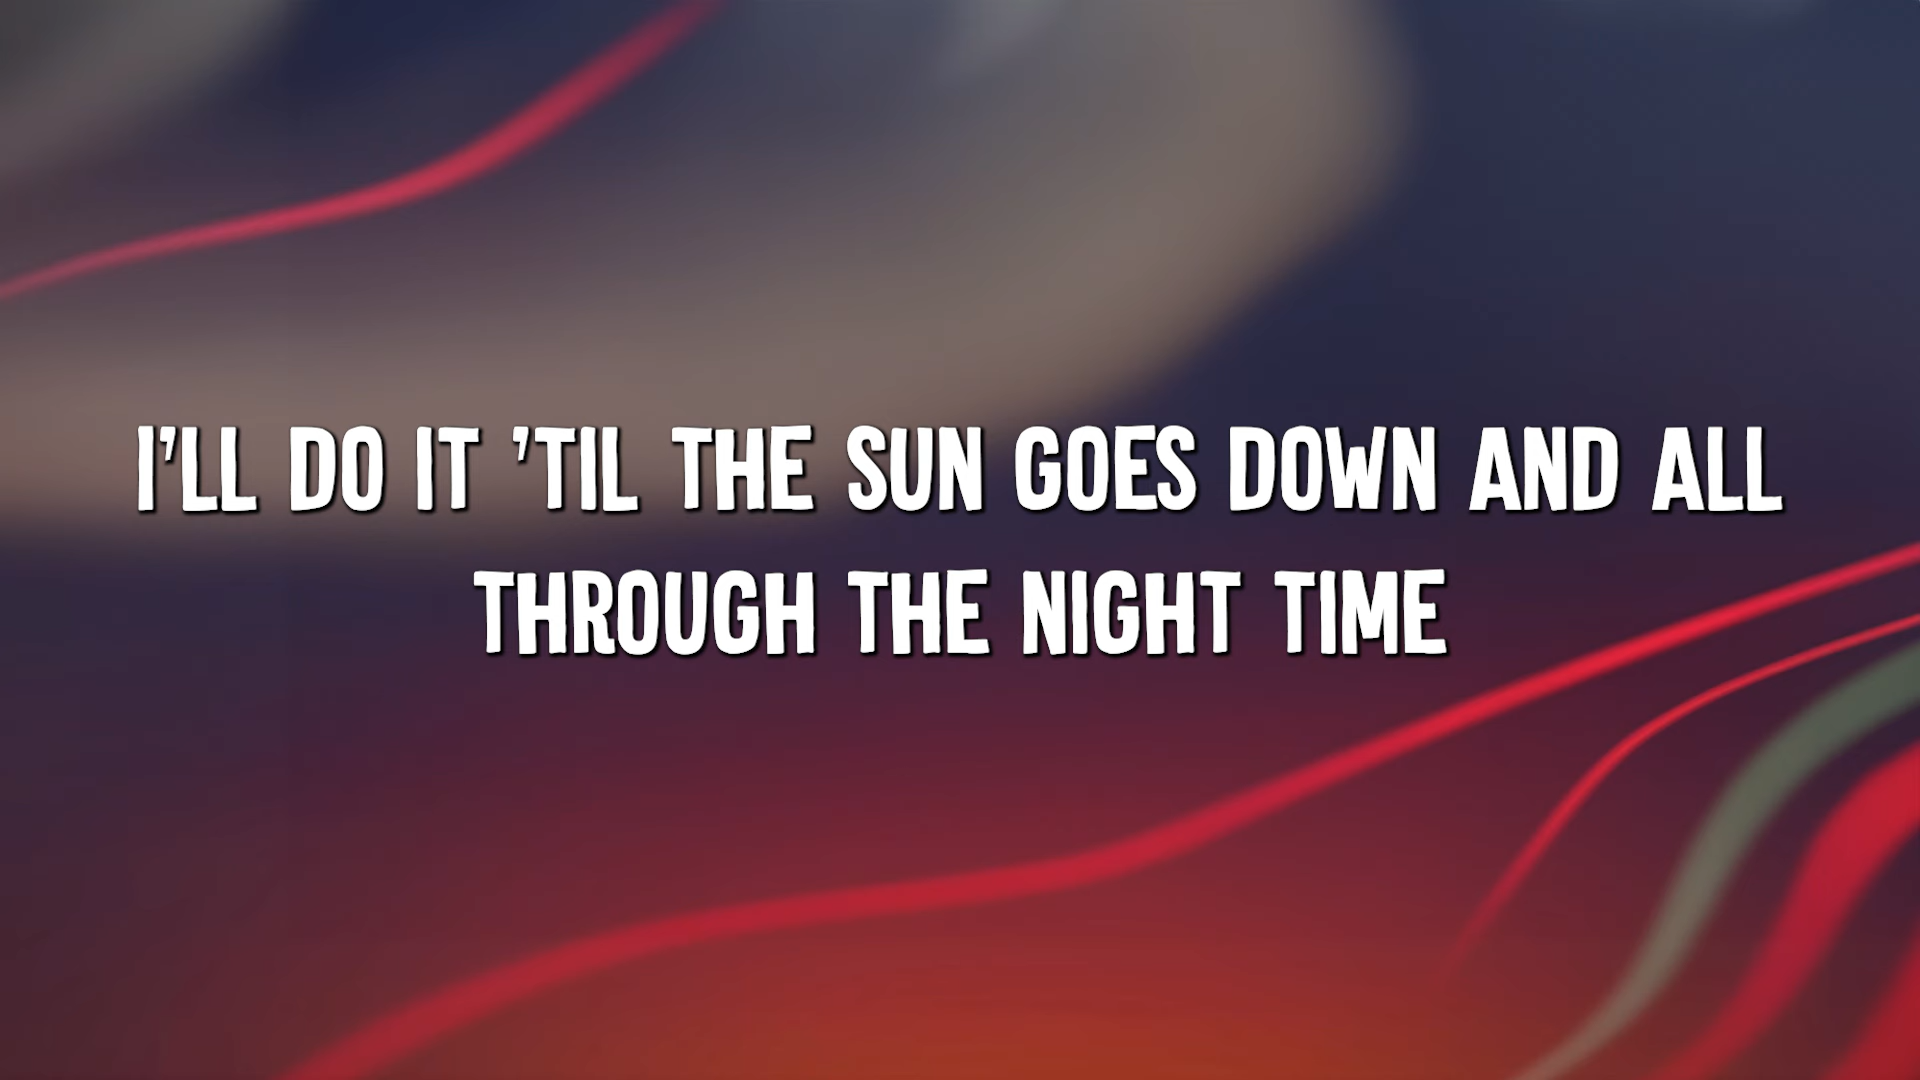 I'LL DO IT 'TIL THE SUN GOES DOWN AND ALL
THROUGH THE NIGHT TIME